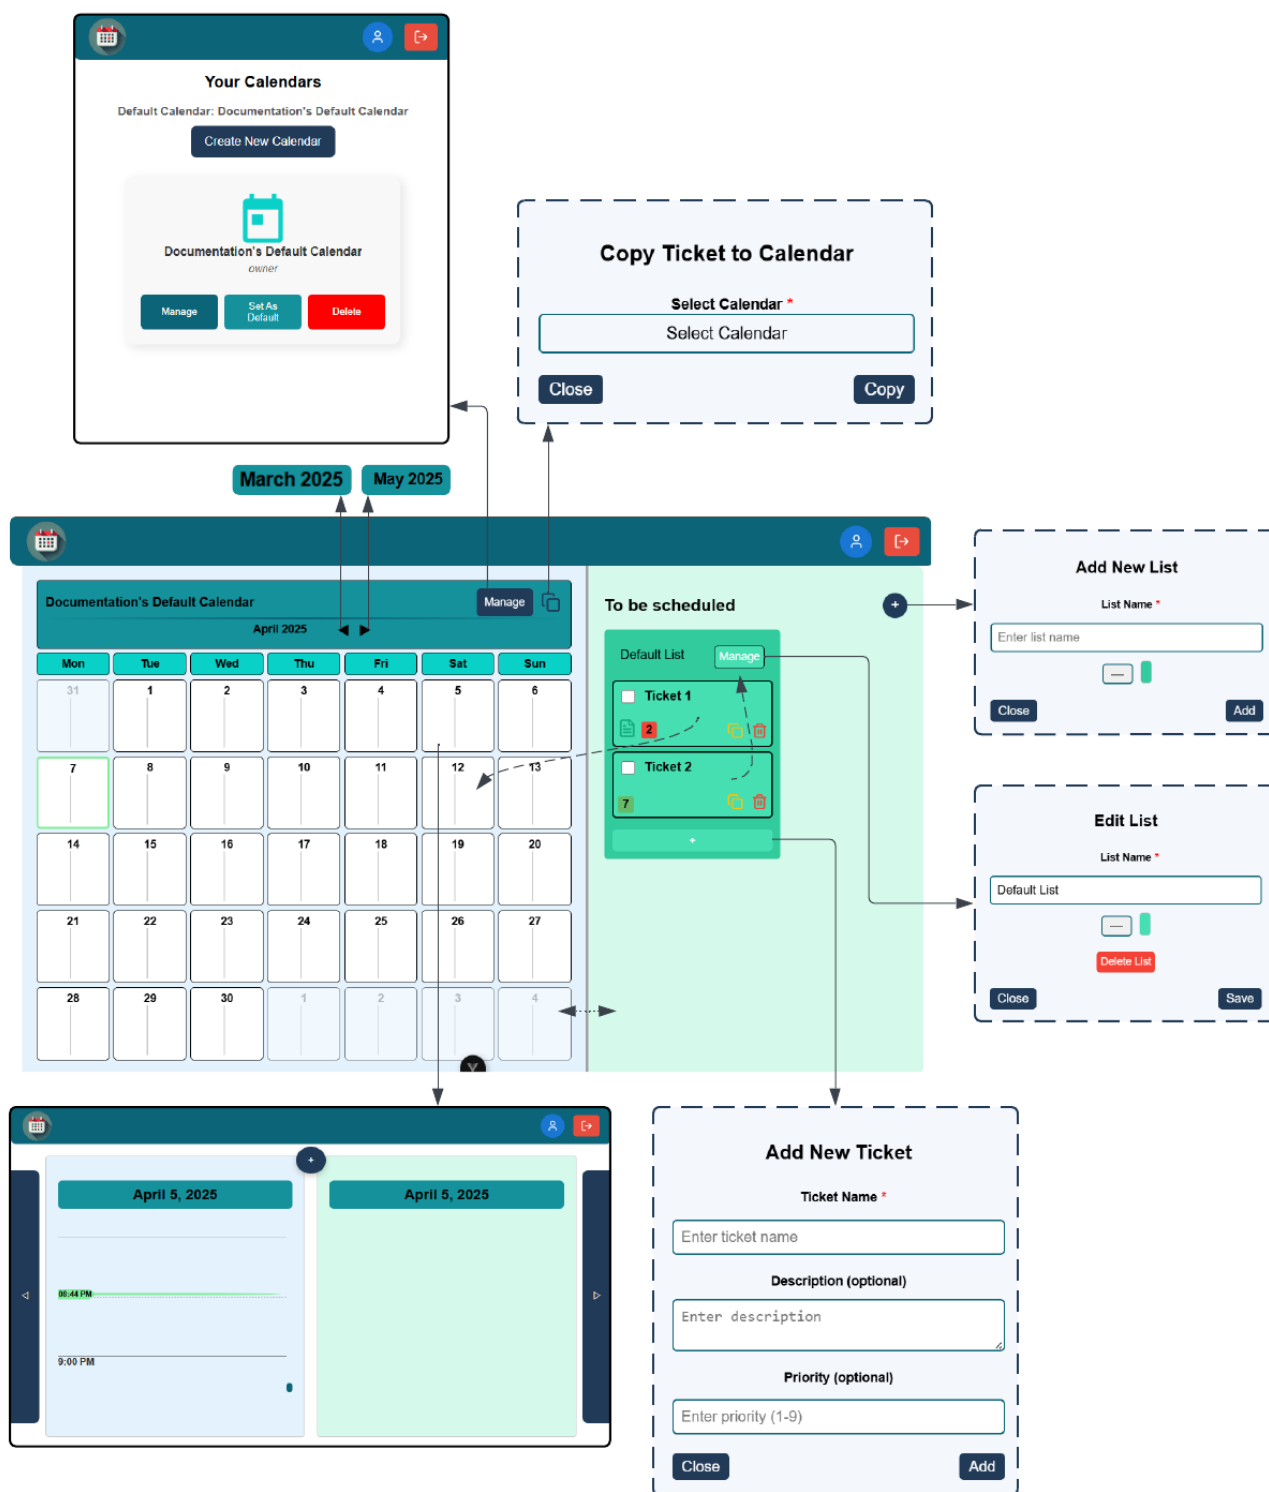 Your Calendars
Default Calendar: Documentation's Default Calendar
Create New Calendar
Documentation's Default Calendar
owner
Manage
Set As
Default
Delete
Copy Ticket to Calendar
Select Calendar *
Select Calendar
Close
Copy
March 2025
May 2025
Documentation's Default Calendar
Manage
April 2025
Mon Tue Wed Thu Fri Sat Sun
31 1 2 3 4 5 6
7 8 9 10 11 12 13
14 15 16 17 18 19 20
21 22 23 24 25 26 27
28 29 30 1 2 3 4
To be scheduled
+
Default List
Manage
Ticket 1
2
Ticket 2
7
+
Add New List
List Name *
Enter list name
—
Close
Add
Edit List
List Name *
Default List
—
Delete List
Close
Save
+
April 5, 2025
April 5, 2025
08:44 PM
9:00 PM
Add New Ticket
Ticket Name *
Enter ticket name
Description (optional)
Enter description
Priority (optional)
Enter priority (1-9)
Close
Add